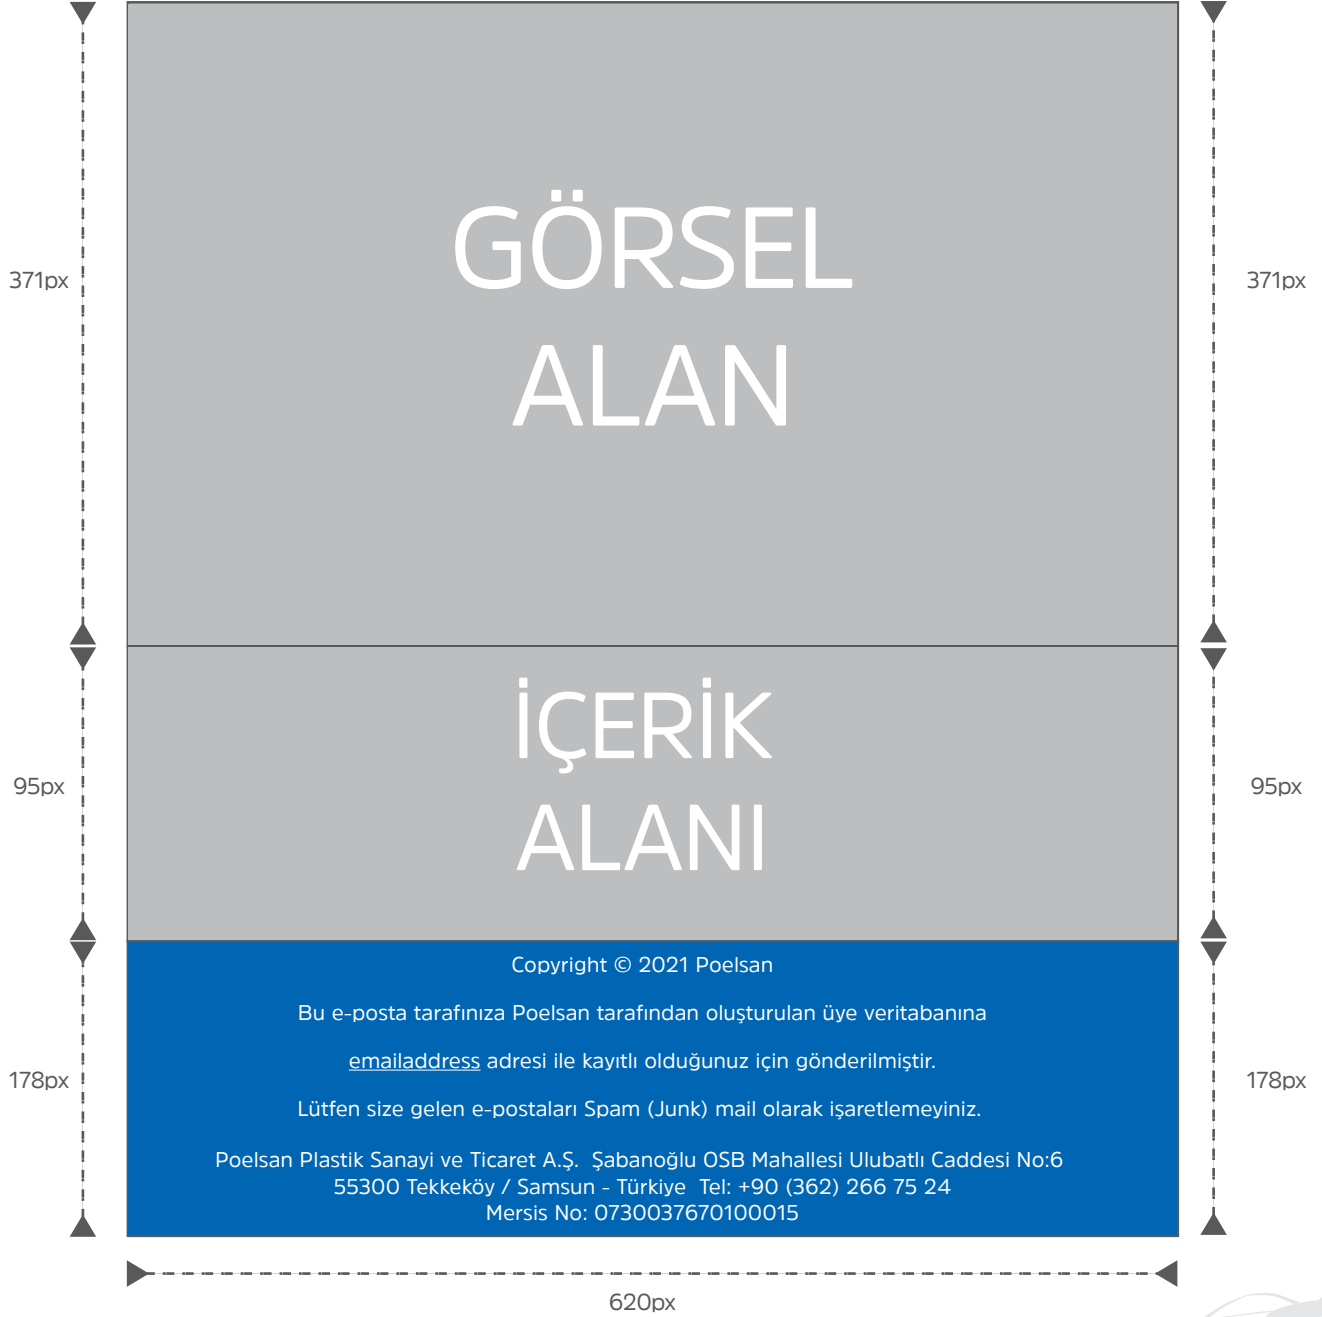 GÖRSEL
ALAN
371px
371px
İÇERİK
ALANI
95px
95px
Copyright © 2021 Poelsan
Bu e-posta tarafınıza Poelsan tarafından oluşturulan üye veritabanına
emailaddress adresi ile kayıtlı olduğunuz için gönderilmiştir.
Lütfen size gelen e-postaları Spam (Junk) mail olarak işaretlemeyiniz.
Poelsan Plastik Sanayi ve Ticaret A.Ş. Şabanoğlu OSB Mahallesi Ulubatlı Caddesi No:6
55300 Tekkeköy / Samsun - Türkiye Tel: +90 (362) 266 75 24
Mersis No: 0730037670100015
178px
178px
620px